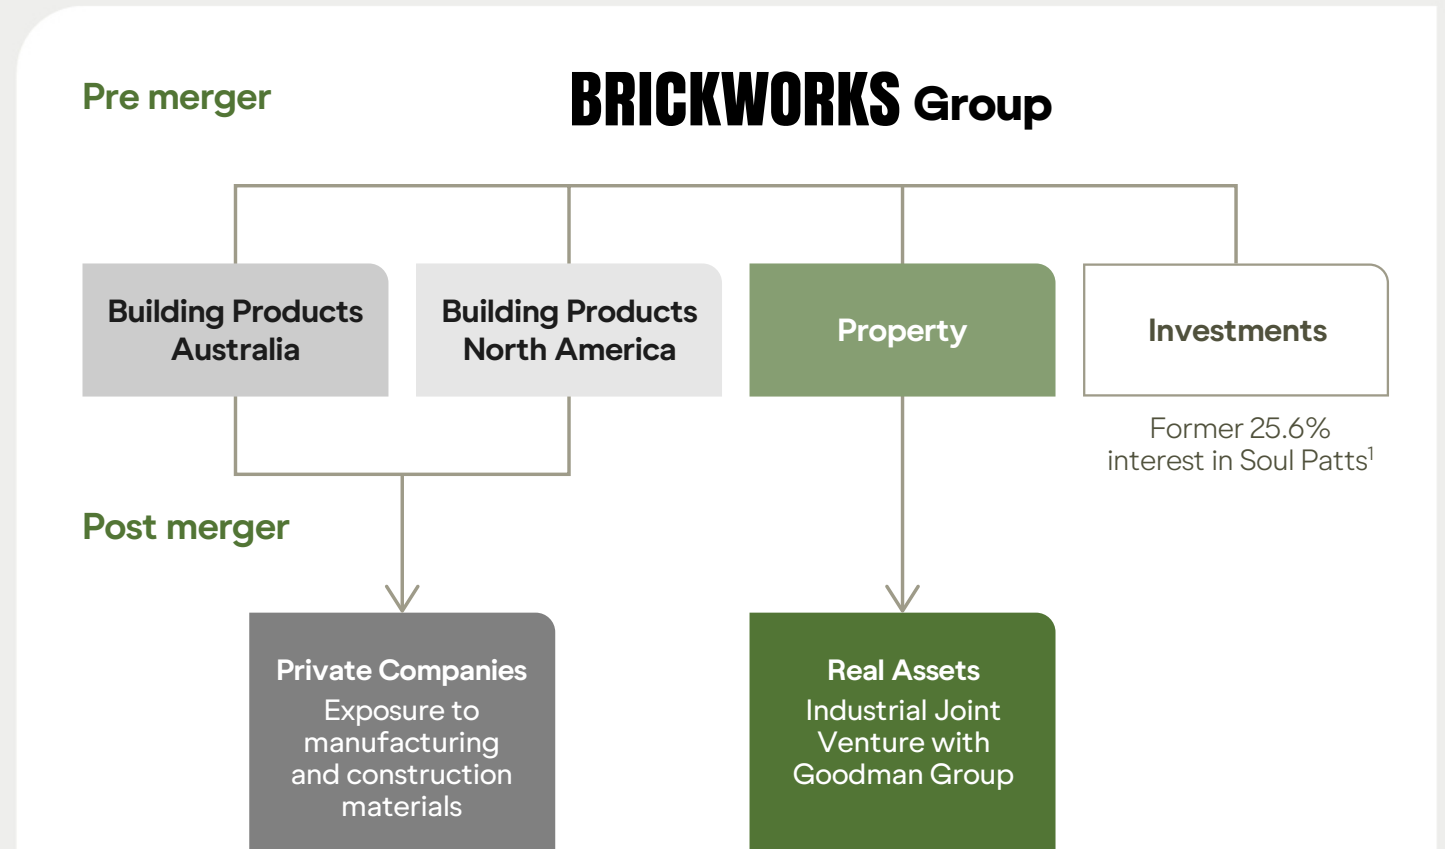 Pre merger
BRICKWORKS Group
Building Products
Australia
Building Products
North America
Property
Investments
Former 25.6%
interest in Soul Patts¹
Post merger
Private Companies
Exposure to
manufacturing
and construction
materials
Real Assets
Industrial Joint
Venture with
Goodman Group